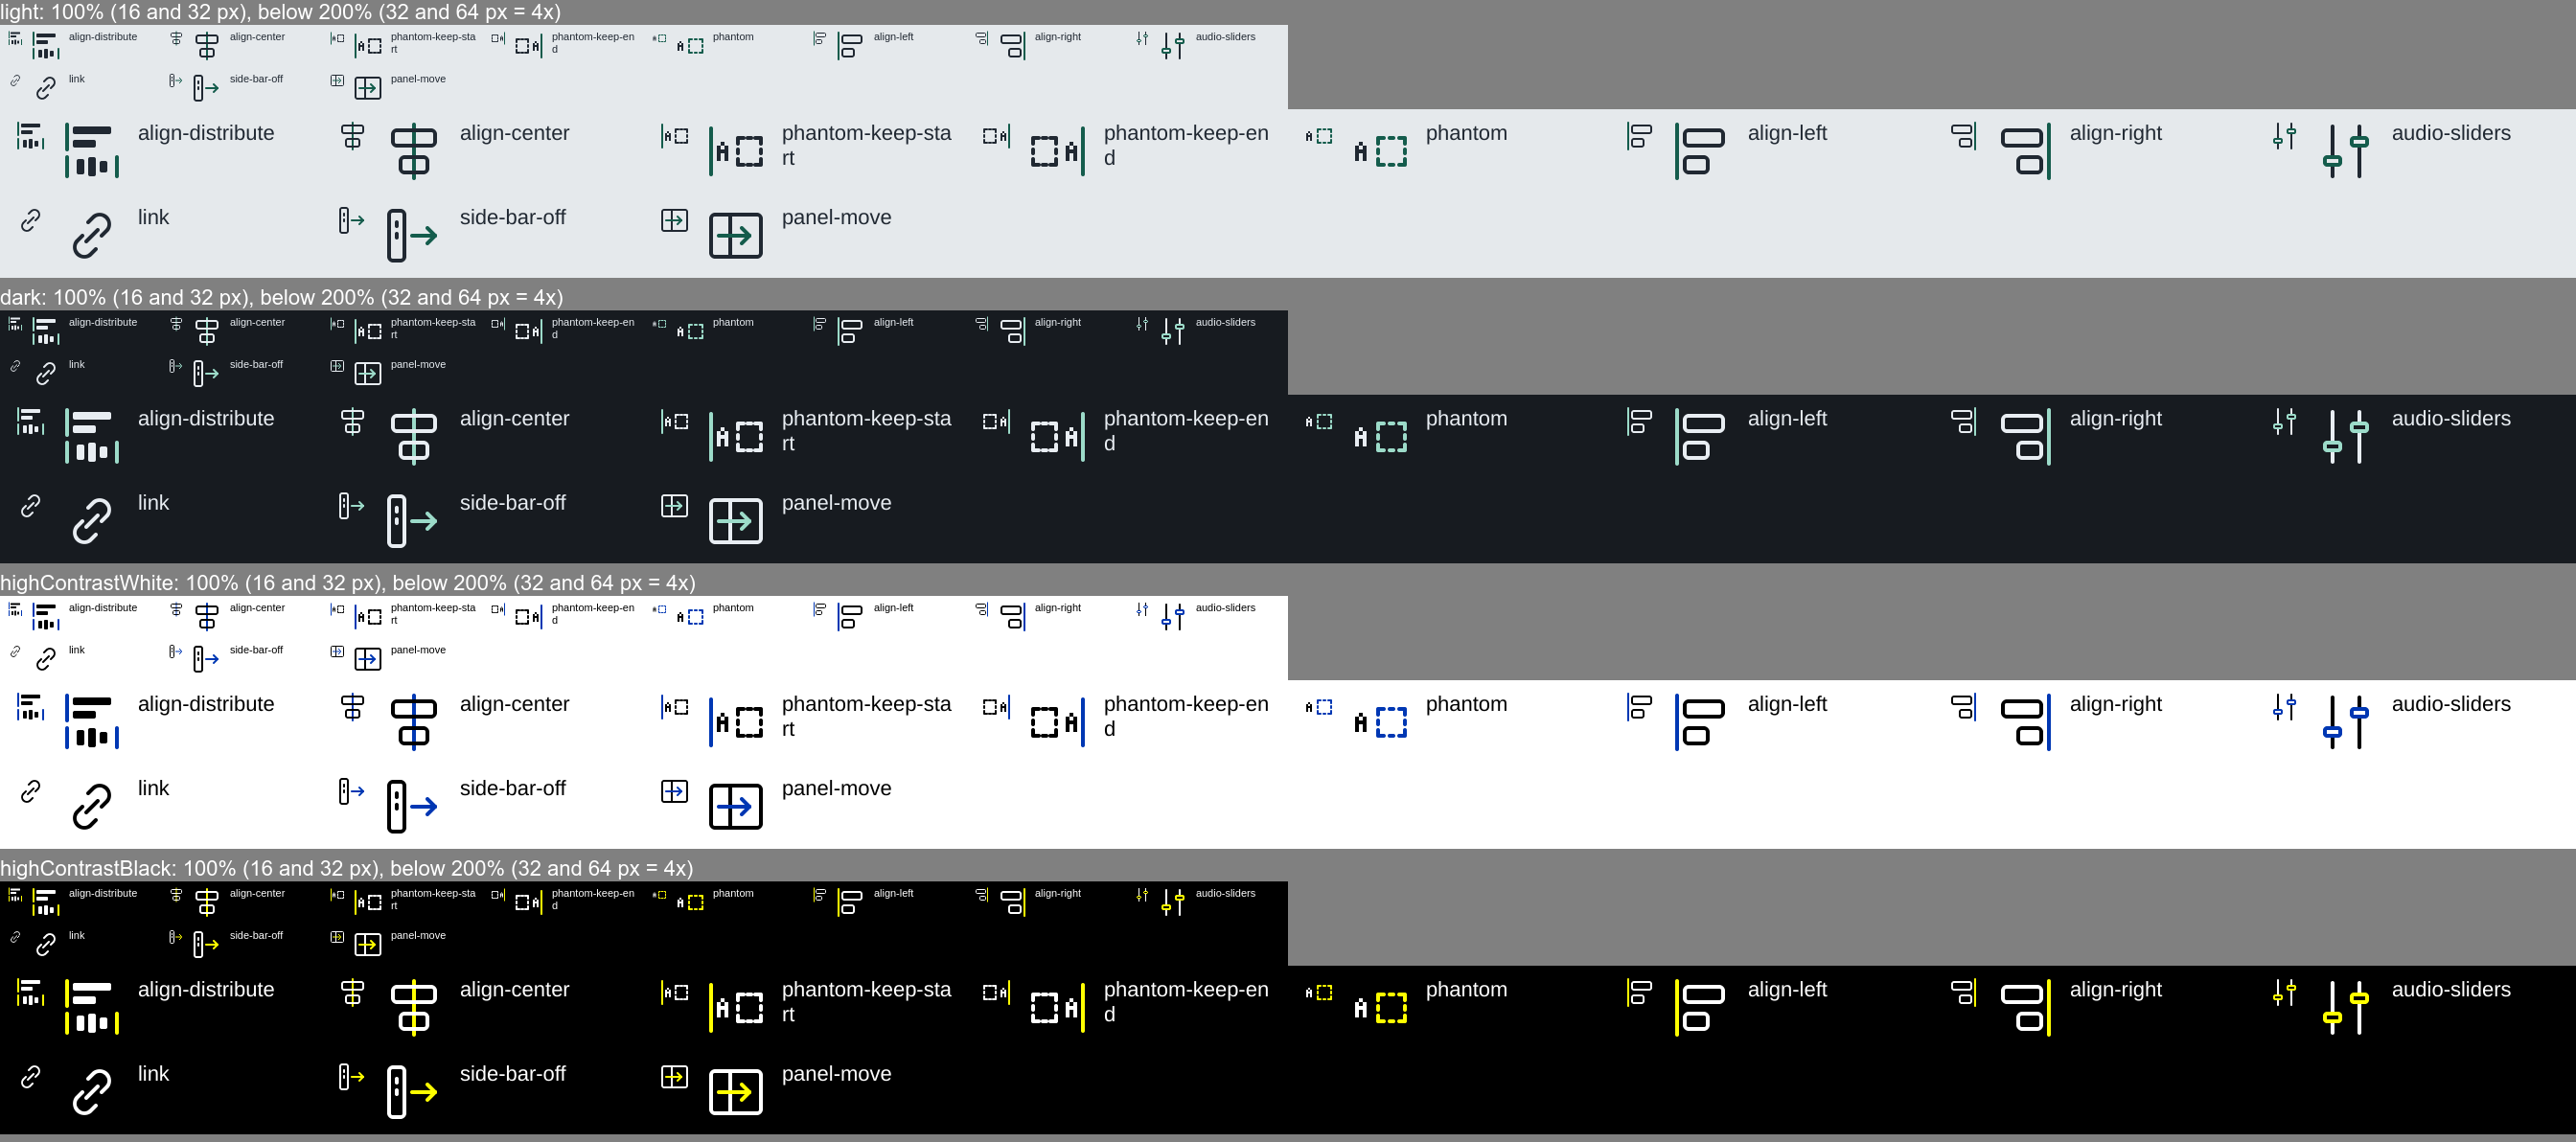 light: 100% (16 and 32 px), below 200% (32 and 64 px = 4x)
align-distribute align-center phantom-keep-sta phantom-keep-en phantom align-left align-right audio-sliders
rt d
link side-bar-off panel-move
align-distribute align-center phantom-keep-sta phantom-keep-en phantom align-left align-right audio-sliders
rt d
link side-bar-off panel-move
dark: 100% (16 and 32 px), below 200% (32 and 64 px = 4x)
align-distribute align-center phantom-keep-sta phantom-keep-en phantom align-left align-right audio-sliders
rt d
link side-bar-off panel-move
align-distribute align-center phantom-keep-sta phantom-keep-en phantom align-left align-right audio-sliders
rt d
link side-bar-off panel-move
highContrastWhite: 100% (16 and 32 px), below 200% (32 and 64 px = 4x)
align-distribute align-center phantom-keep-sta phantom-keep-en phantom align-left align-right audio-sliders
rt d
link side-bar-off panel-move
align-distribute align-center phantom-keep-sta phantom-keep-en phantom align-left align-right audio-sliders
rt d
link side-bar-off panel-move
highContrastBlack: 100% (16 and 32 px), below 200% (32 and 64 px = 4x)
align-distribute align-center phantom-keep-sta phantom-keep-en phantom align-left align-right audio-sliders
rt d
link side-bar-off panel-move
align-distribute align-center phantom-keep-sta phantom-keep-en phantom align-left align-right audio-sliders
rt d
link side-bar-off panel-move